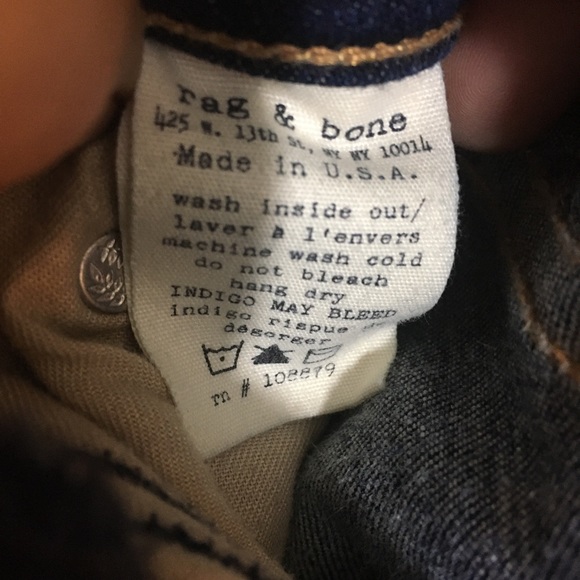 rag & bone
425 W. 13th St, NY NY 10014
Made in U.S.A.
wash inside out/
laver à l'envers
machine wash cold
do not bleach
hang dry
INDIGO MAY BLEED
indigo rispue de
dégorger
rn # 108879